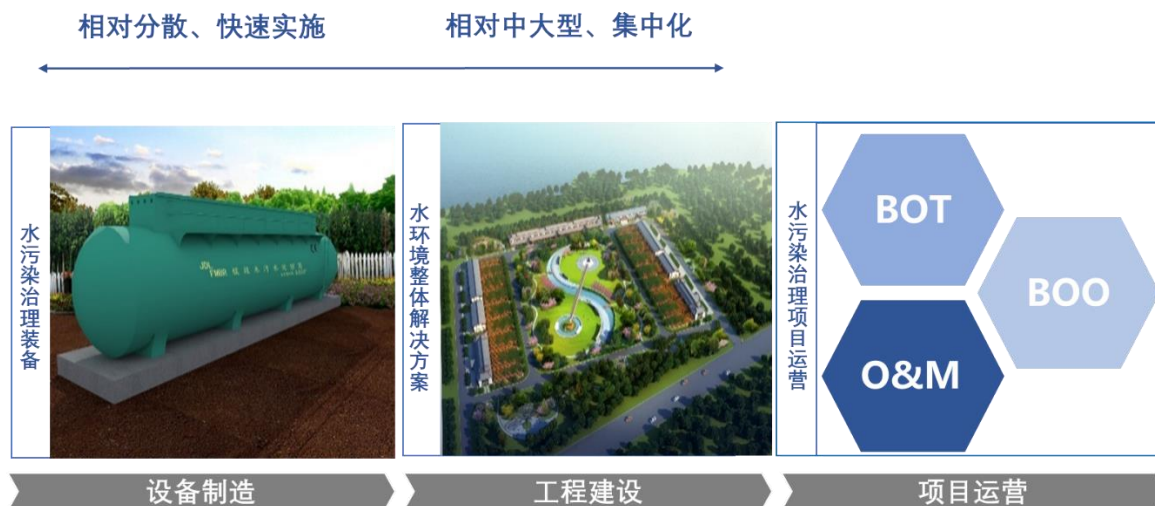 相对分散、快速实施
相对中大型、集中化
水污染治理装备
JDL
FMBR
水环境整体解决方案
水污染治理项目运营
BOT
BOO
O&M
设备制造
工程建设
项目运营